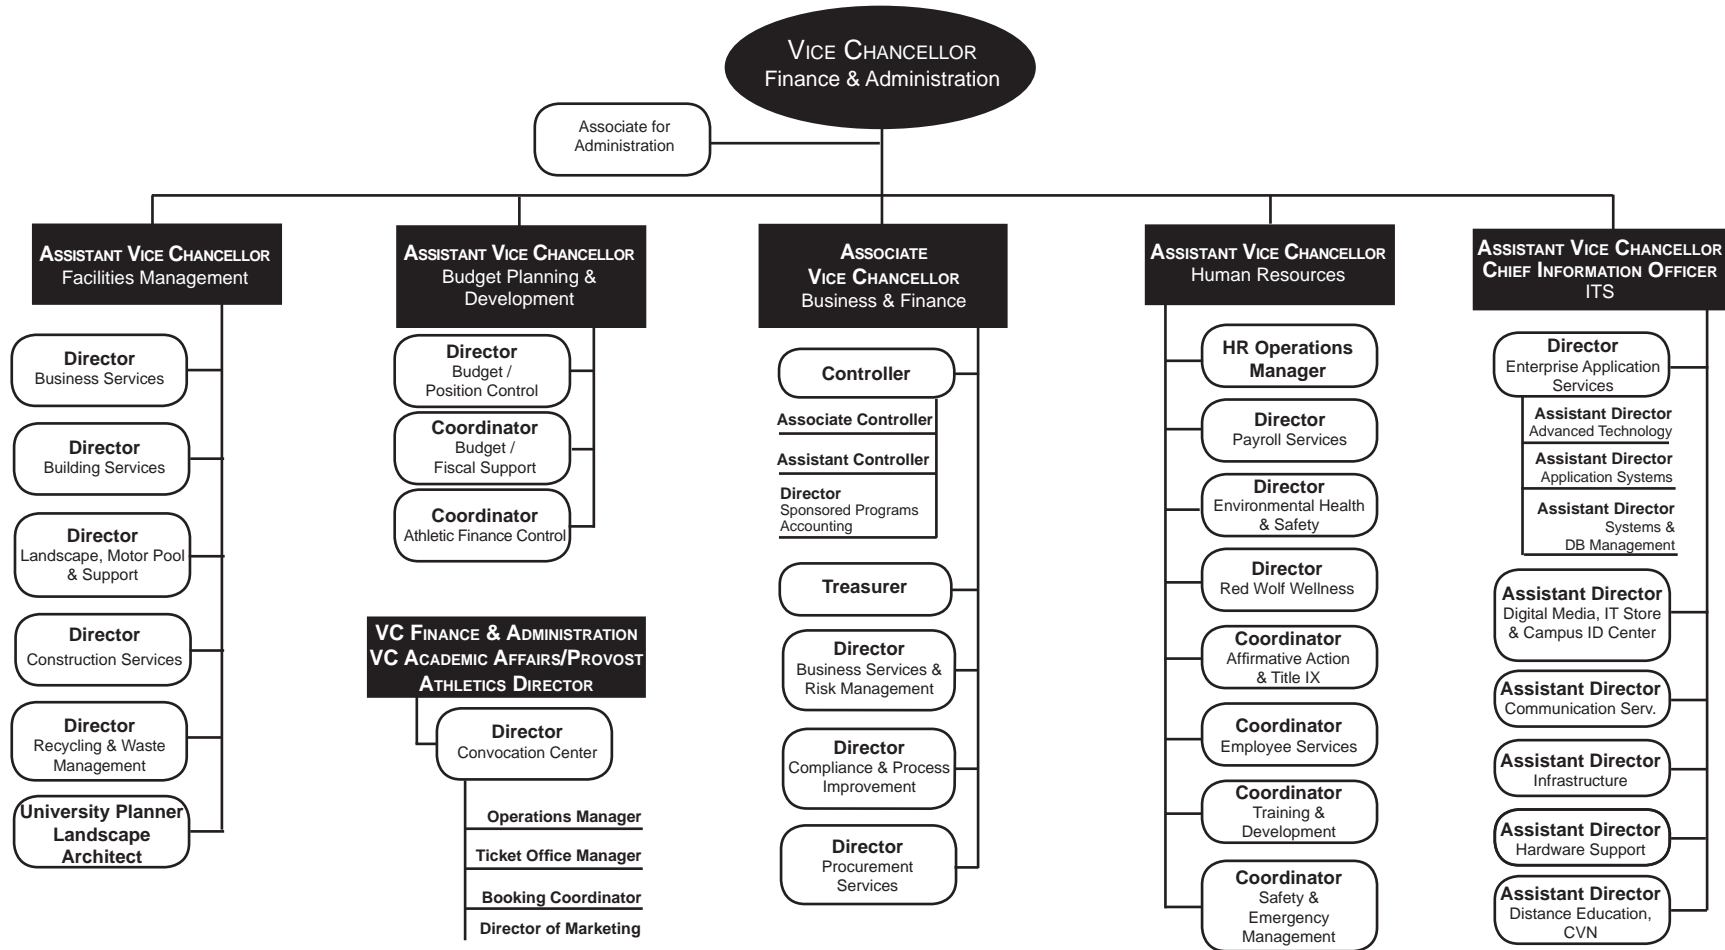 VICE CHANCELLOR
Finance & Administration
Associate for
Administration
ASSISTANT VICE CHANCELLOR
Facilities Management
Director
Business Services
Director
Building Services
Director
Landscape, Motor Pool
& Support
Director
Construction Services
Director
Recycling & Waste
Management
University Planner
Landscape
Architect
ASSISTANT VICE CHANCELLOR
Budget Planning &
Development
Director
Budget /
Position Control
Coordinator
Budget /
Fiscal Support
Coordinator
Athletic Finance Control
VC FINANCE & ADMINISTRATION
VC ACADEMIC AFFAIRS/PROVOST
ATHLETICS DIRECTOR
Director
Convocation Center
Operations Manager
Ticket Office Manager
Booking Coordinator
Director of Marketing
ASSOCIATE
VICE CHANCELLOR
Business & Finance
Controller
Associate Controller
Assistant Controller
Director
Sponsored Programs
Accounting
Treasurer
Director
Business Services &
Risk Management
Director
Compliance & Process
Improvement
Director
Procurement
Services
ASSISTANT VICE CHANCELLOR
Human Resources
HR Operations
Manager
Director
Payroll Services
Director
Environmental Health
& Safety
Director
Red Wolf Wellness
Coordinator
Affirmative Action
& Title IX
Coordinator
Employee Services
Coordinator
Training &
Development
Coordinator
Safety &
Emergency
Management
ASSISTANT VICE CHANCELLOR
CHIEF INFORMATION OFFICER
ITS
Director
Enterprise Application
Services
Assistant Director
Advanced Technology
Assistant Director
Application Systems
Assistant Director
Systems &
DB Management
Assistant Director
Digital Media, IT Store
& Campus ID Center
Assistant Director
Communication Serv.
Assistant Director
Infrastructure
Assistant Director
Hardware Support
Assistant Director
Distance Education,
CVN